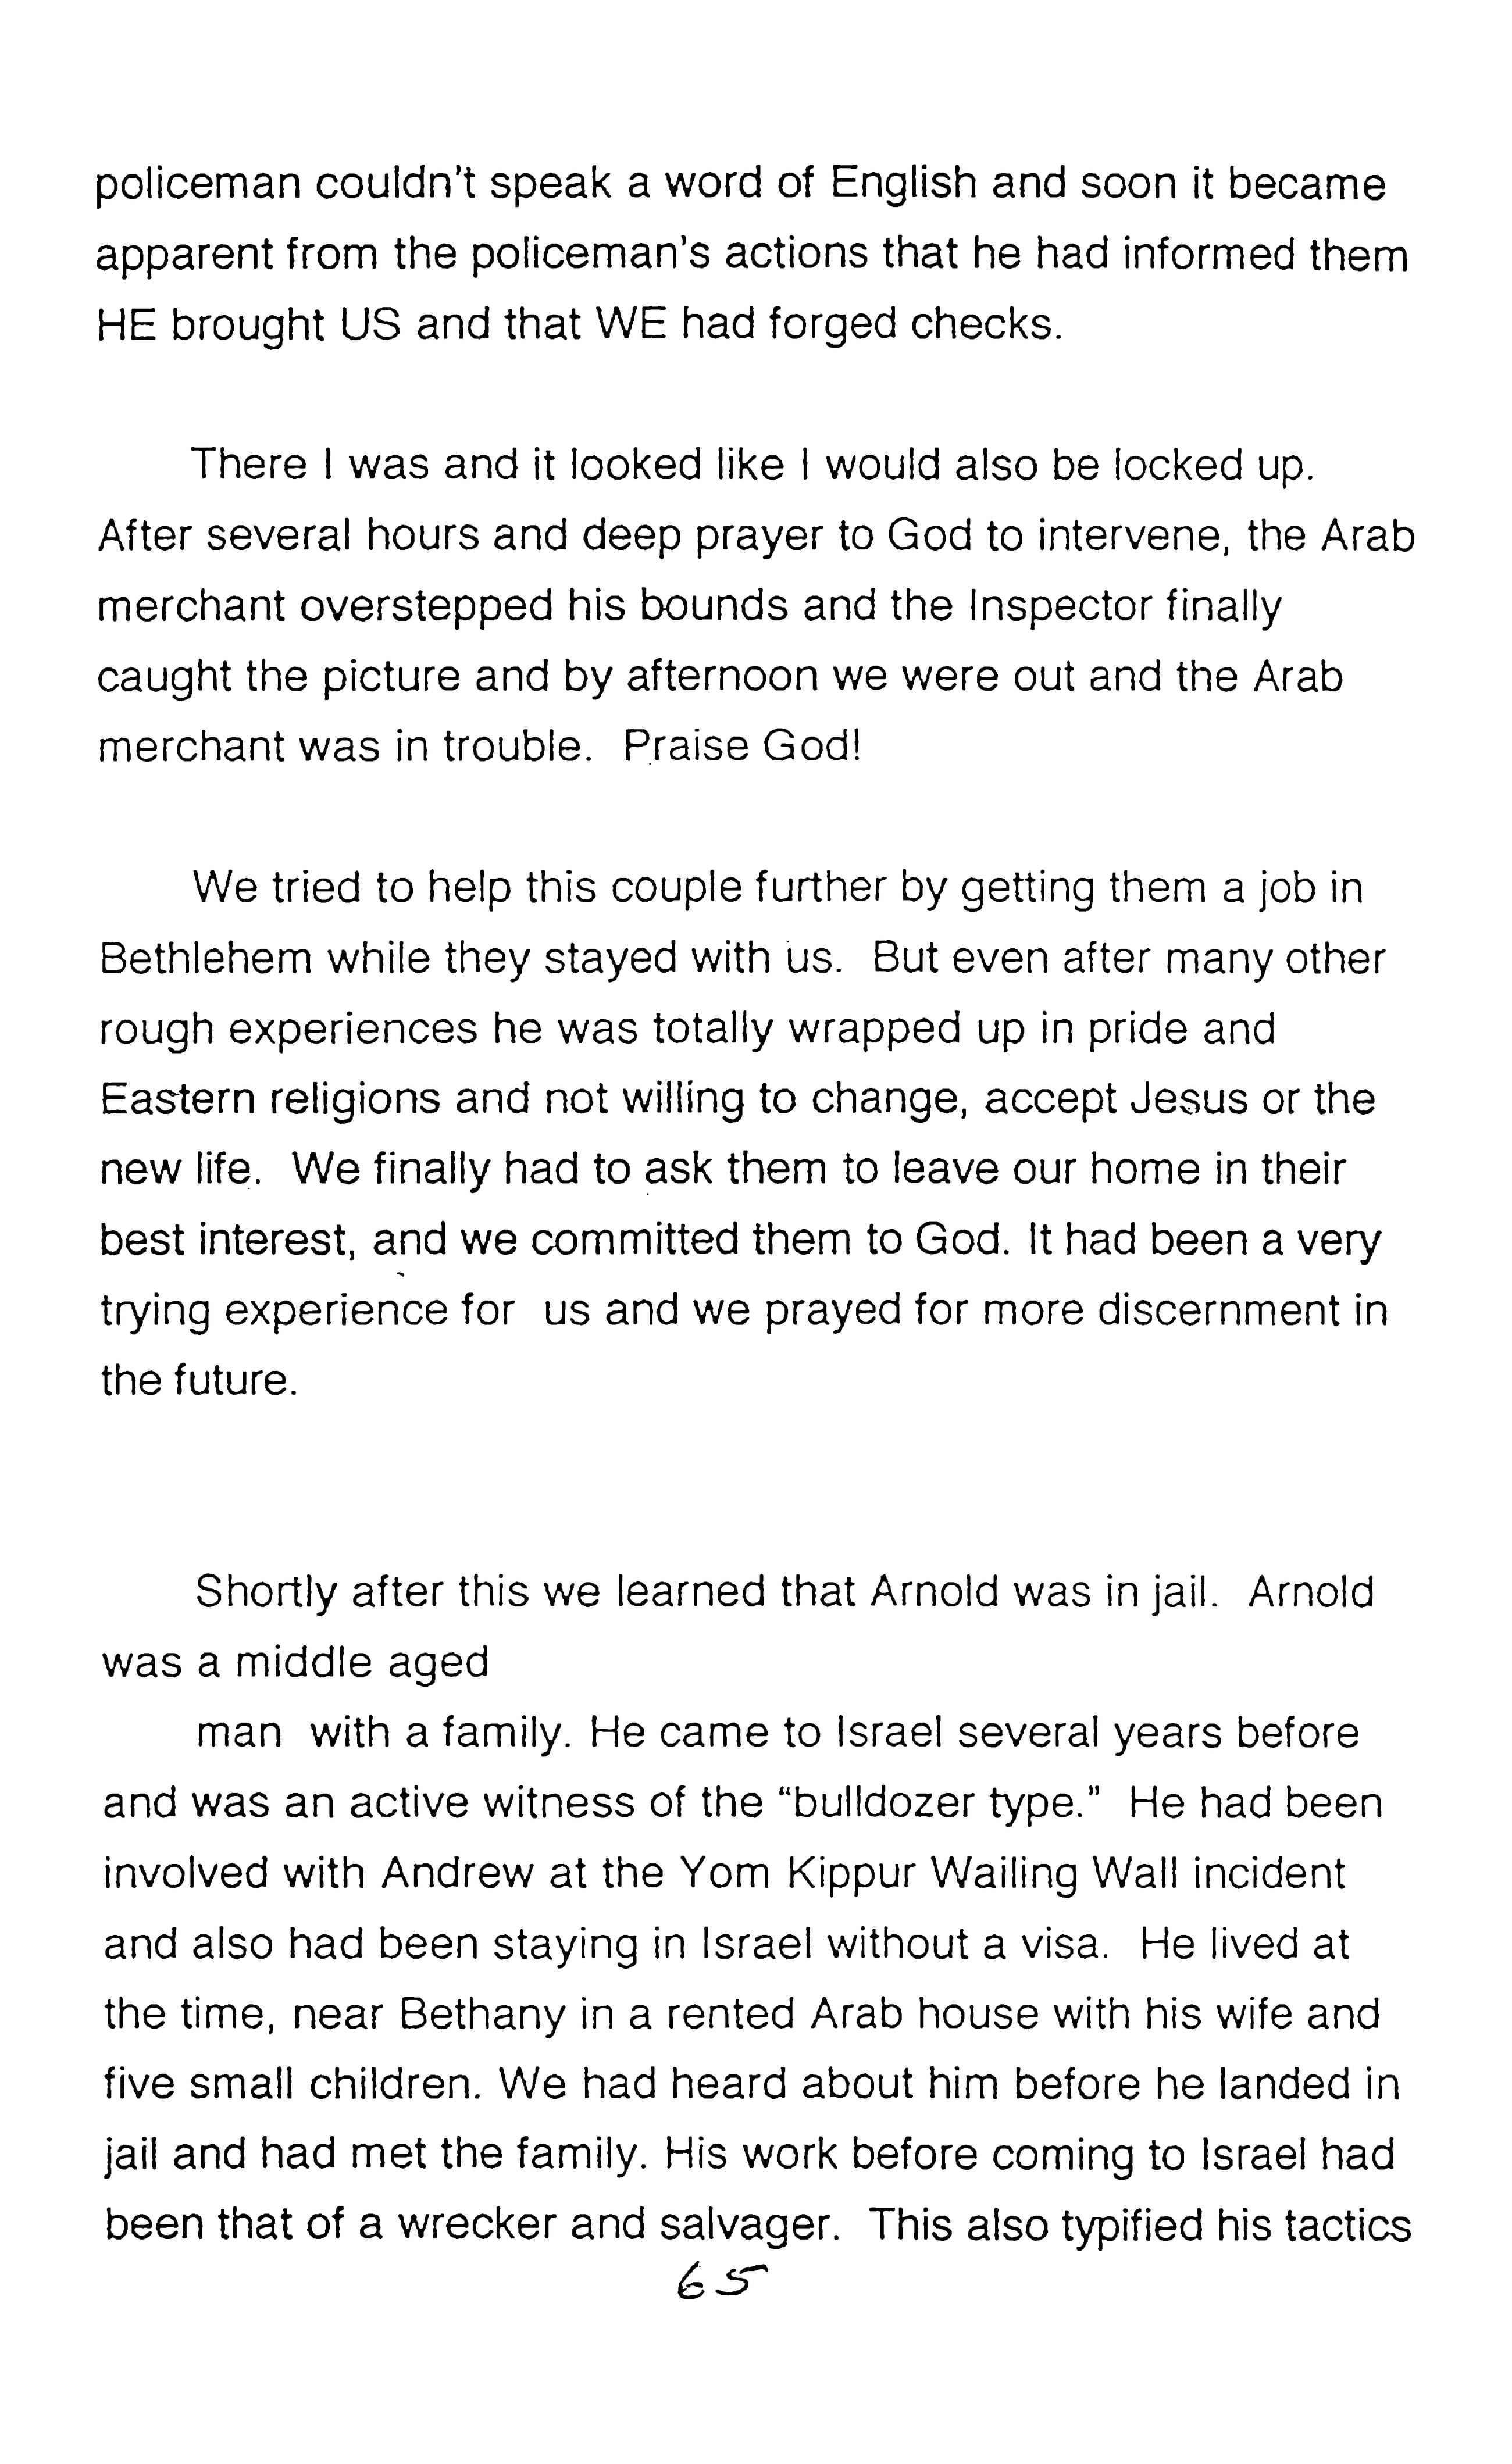 policeman couldn't speak a word of English and soon it became
apparent from the policeman's actions that he had informed them
HE brought US and that WE had forged checks.
There I was and it looked like I would also be locked up.
After several hours and deep prayer to God to intervene, the Arab
merchant overstepped his bounds and the Inspector finally
caught the picture and by afternoon we were out and the Arab
merchant was in trouble.  Praise God!
We tried to help this couple further by getting them a job in
Bethlehem while they stayed with us.  But even after many other
rough experiences he was totally wrapped up in pride and
Eastern religions and not willing to change, accept Jesus or the
new life.  We finally had to ask them to leave our home in their
best interest, and we committed them to God. It had been a very
trying experience for  us and we prayed for more discernment in
the future.
Shortly after this we learned that Arnold was in jail.  Arnold
was a middle aged
man  with a family. He came to Israel several years before
and was an active witness of the “bulldozer type.”  He had been
involved with Andrew at the Yom Kippur Wailing Wall incident
and also had been staying in Israel without a visa.  He lived at
the time, near Bethany in a rented Arab house with his wife and
five small children. We had heard about him before he landed in
jail and had met the family. His work before coming to Israel had
been that of a wrecker and salvager.  This also typified his tactics
65